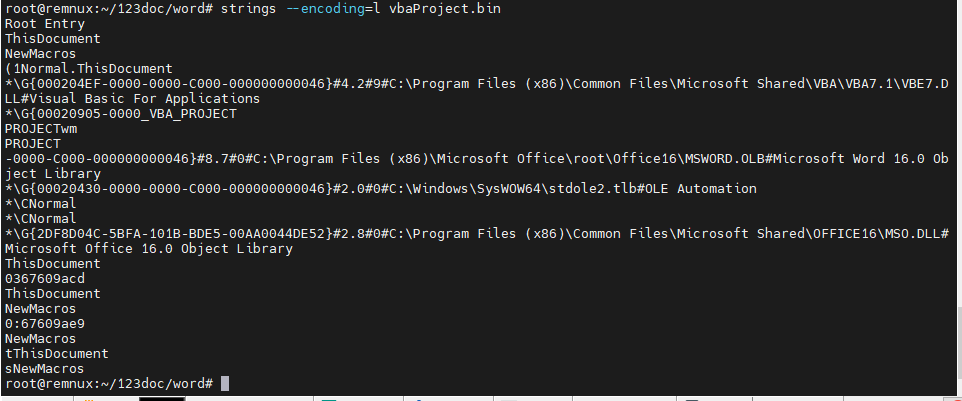 root@remnux:~/123doc/word# strings --encoding=l vbaProject.bin
Root Entry
ThisDocument
NewMacros
(1Normal.ThisDocument
*\G{000204EF-0000-0000-C000-000000000046}#4.2#9#C:\Program Files (x86)\Common Files\Microsoft Shared\VBA\VBA7.1\VBE7.D
LL#Visual Basic For Applications
*\G{00020905-0000_VBA_PROJECT
PROJECTwm
PROJECT
-0000-C000-000000000046}#8.7#0#C:\Program Files (x86)\Microsoft Office\root\Office16\MSWORD.OLB#Microsoft Word 16.0 Ob
ject Library
*\G{00020430-0000-0000-C000-000000000046}#2.0#0#C:\Windows\SysWOW64\stdole2.tlb#OLE Automation
*\CNormal
*\CNormal
*\G{2DF8D04C-5BFA-101B-BDE5-00AA0044DE52}#2.8#0#C:\Program Files (x86)\Common Files\Microsoft Shared\OFFICE16\MSO.DLL#
Microsoft Office 16.0 Object Library
ThisDocument
0367609acd
ThisDocument
NewMacros
0:67609ae9
NewMacros
tThisDocument
sNewMacros
root@remnux:~/123doc/word#